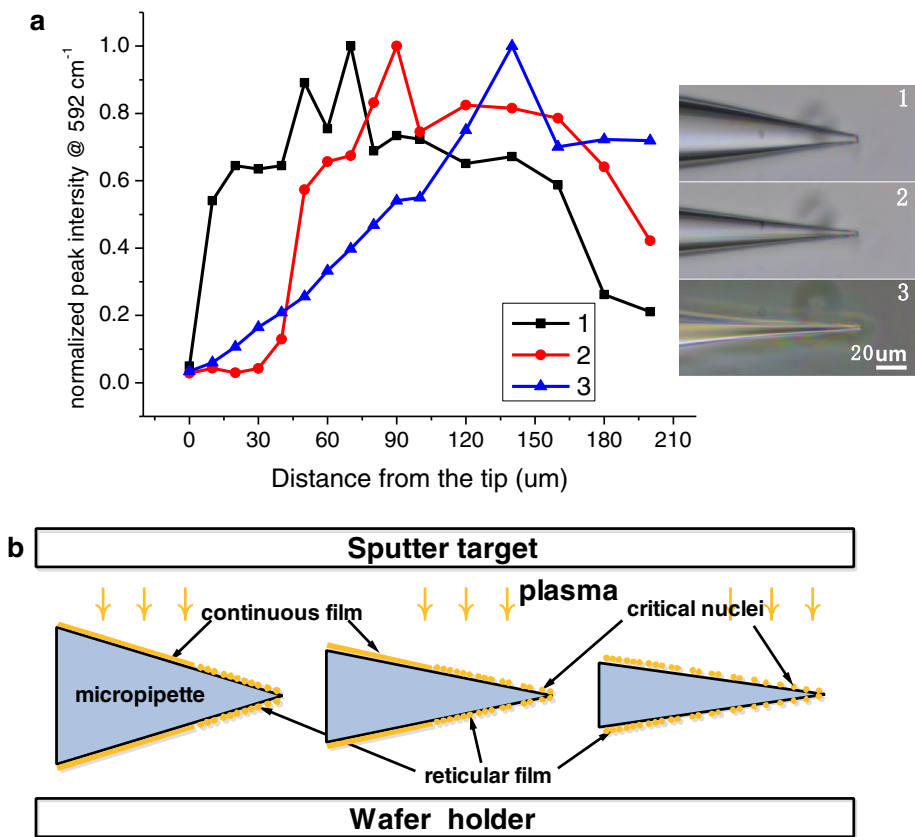 a
normalized peak intensity @ 592 cm⁻¹
1.0
0.8
0.6
0.4
0.2
0.0
0 30 60 90 120 150 180 210
Distance from the tip (um)
1
2
3
1
2
3
20um
b
Sputter target
plasma
continuous film
critical nuclei
micropipette
reticular film
Wafer holder